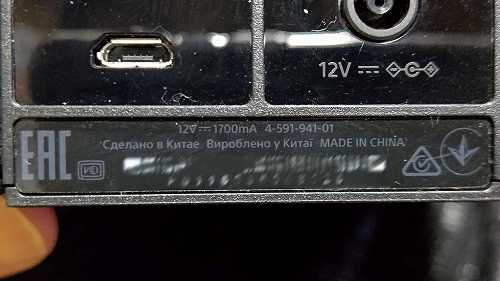 12V ⎓
12V⎓1700mA 4-591-941-01
Сделано в Китае Вироблено у Китаї MADE IN CHINA
EAC